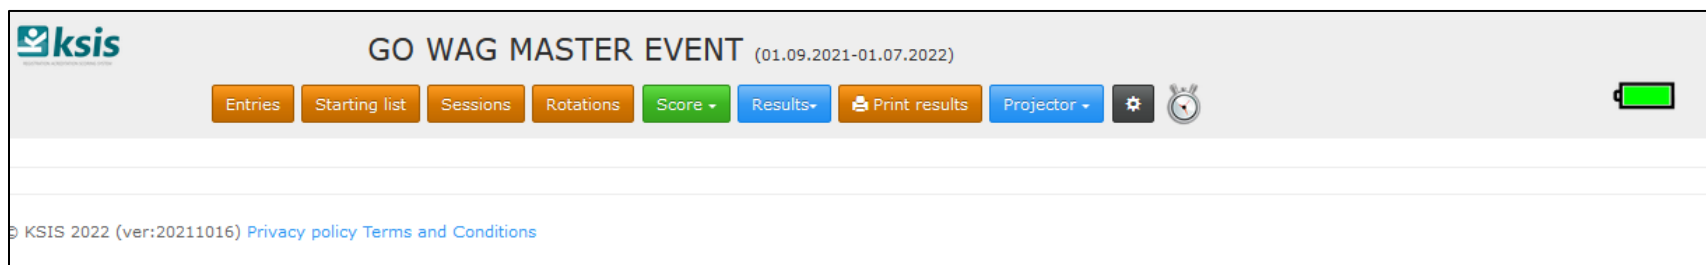 ksis
GO WAG MASTER EVENT (01.09.2021-01.07.2022)
Entries Starting list Sessions Rotations Score Results Print results Projector
© KSIS 2022 (ver:20211016) Privacy policy Terms and Conditions